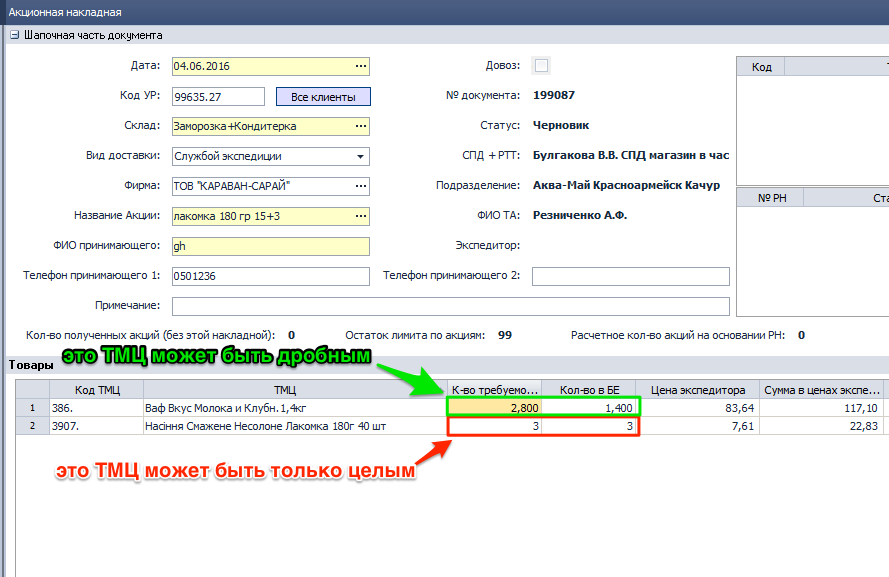 Акционная накладная
Шапочная часть документа
Дата: 04.06.2016 ... Довоз:
Код УР: 99635.27 Все клиенты № документа: 199087
Склад: Заморозка+Кондитерка ... Статус: Черновик
Вид доставки: Службой экспедиции СПД +РТТ: Булгакова В.В. СПД магазин в час
Фирма: ТОВ "КАРАВАН-САРАЙ" ... Подразделение: Аква-Май Красноармейск Качур
Название Акции: лакомка 180 гр 15+3 ... ФИО ТА: Резниченко А.Ф.
ФИО принимающего: gh Экспедитор:
Телефон принимающего 1: 0501236 Телефон принимающего 2:
Примечание:
Код
№ РН Ста
Кол-во полученных акций (без этой накладной): 0 Остаток лимита по акциям: 99 Расчетное кол-во акций на основании РН: 0
Товары
это ТМЦ может быть дробным
Код ТМЦ ТМЦ К-во требуемо... Кол-во в БЕ Цена экспедитора Сумма в ценах экспе...
1 386. Ваф Вкус Молока и Клубн. 1,4кг 2,800 1,400 83,64 117,10
2 3907. Насіння Смажене Несолоне Лакомка 180г 40 шт 3 3 7,61 22,83
это ТМЦ может быть только целым